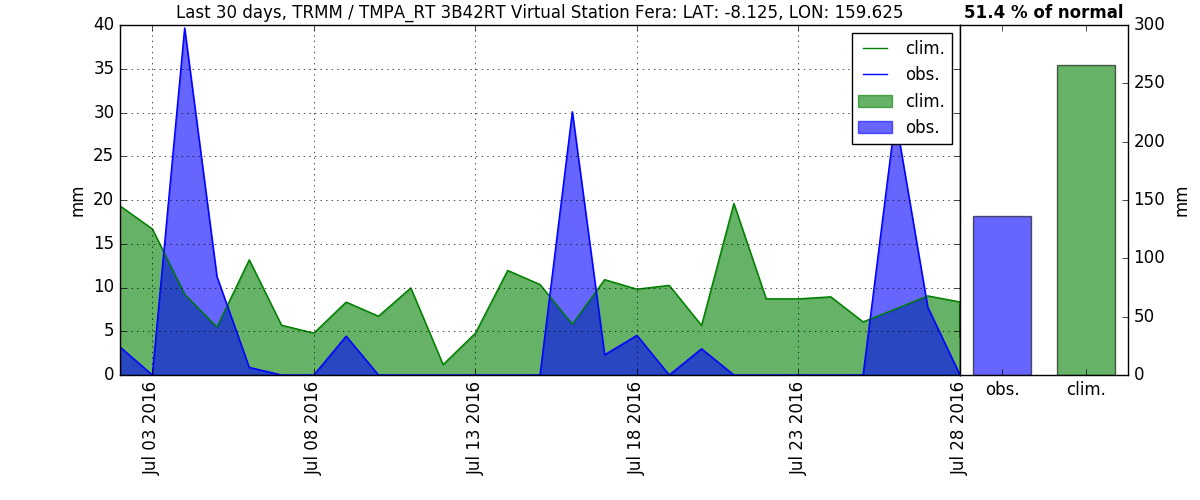 Last 30 days, TRMM / TMPA_RT 3B42RT Virtual Station Fera: LAT: -8.125, LON: 159.625
51.4 % of normal
40
35
30
25
20
15
10
5
0
mm
clim.
obs.
clim.
obs.
300
250
200
150
100
50
0
mm
Jul 03 2016
Jul 08 2016
Jul 13 2016
Jul 18 2016
Jul 23 2016
Jul 28 2016
obs.
clim.